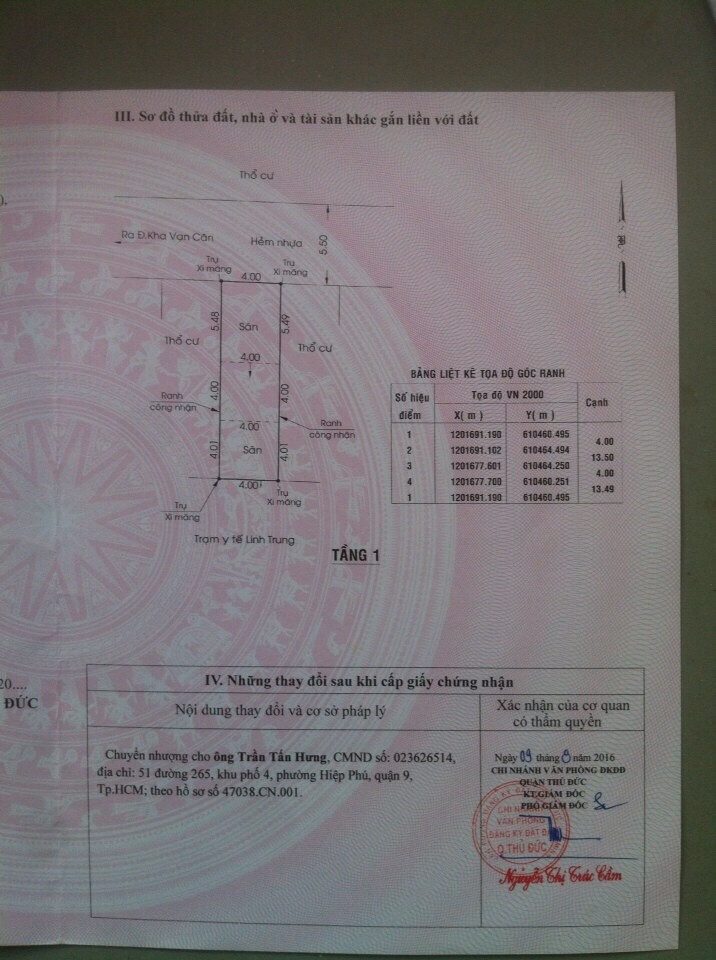 III. Sơ đồ thửa đất, nhà ở và tài sản khác gắn liền với đất
Thổ cư
).
Ra Đ.Kha Vạn Cân
Hẻm nhựa
5.50
Trụ
Xi măng
4.00
Trụ
Xi măng
5.48
Sân
5.49
Thổ cư
Thổ cư
4.00
4.00
4.00
Ranh
công nhận
4.00
Ranh
công nhận
4.01
Sân
4.01
4.00
Trụ
Xi măng
Trụ
Xi măng
Trạm y tế Linh Trung
TẦNG 1
BẢNG LIỆT KÊ TỌA ĐỘ GÓC RANH
Số hiệu điểm Tọa độ VN 2000 Cạnh
X( m ) Y( m )
1 1201691.190 610460.495
4.00
2 1201691.102 610464.494
13.50
3 1201677.601 610464.250
4.00
4 1201677.700 610460.251
13.49
1 1201691.190 610460.495
20....
ĐỨC
IV. Những thay đổi sau khi cấp giấy chứng nhận
Nội dung thay đổi và cơ sở pháp lý
Xác nhận của cơ quan
có thẩm quyền
Chuyển nhượng cho ông Trần Tấn Hưng, CMND số: 023626514,
địa chỉ: 51 đường 265, khu phố 4, phường Hiệp Phú, quận 9,
Tp.HCM; theo hồ sơ số 47038.CN.001.
Ngày 09 tháng 8 năm 2016
CHI NHÁNH VĂN PHÒNG ĐKĐĐ
QUẬN THỦ ĐỨC
KT.GIÁM ĐỐC
PHÓ GIÁM ĐỐC
CHI NHÁNH
VĂN PHÒNG
ĐĂNG KÝ ĐẤT ĐAI
Q.THỦ ĐỨC
Nguyễn Thị Trúc Cẩm